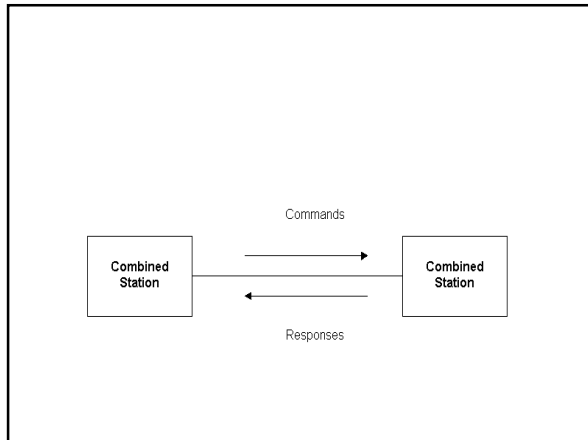 Commands
Combined
Station
Combined
Station
Responses